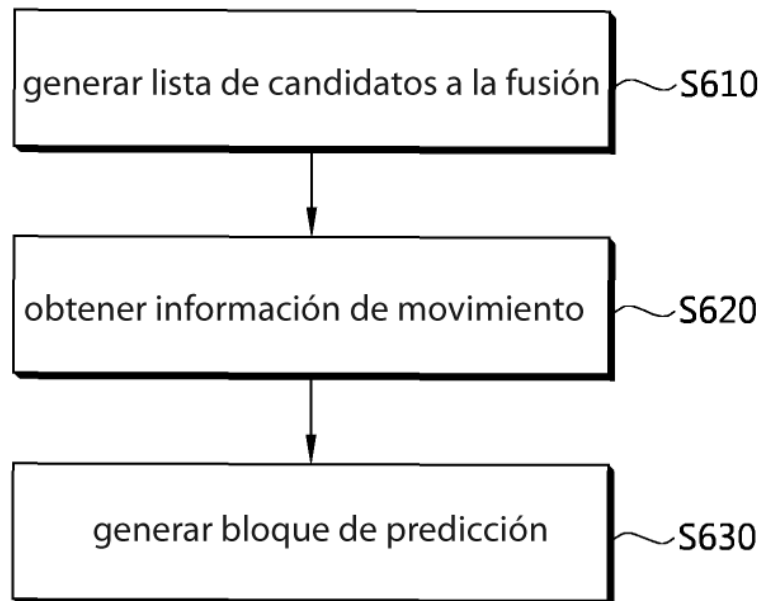 generar lista de candidatos a la fusión
S610
obtener información de movimiento
S620
generar bloque de predicción
S630